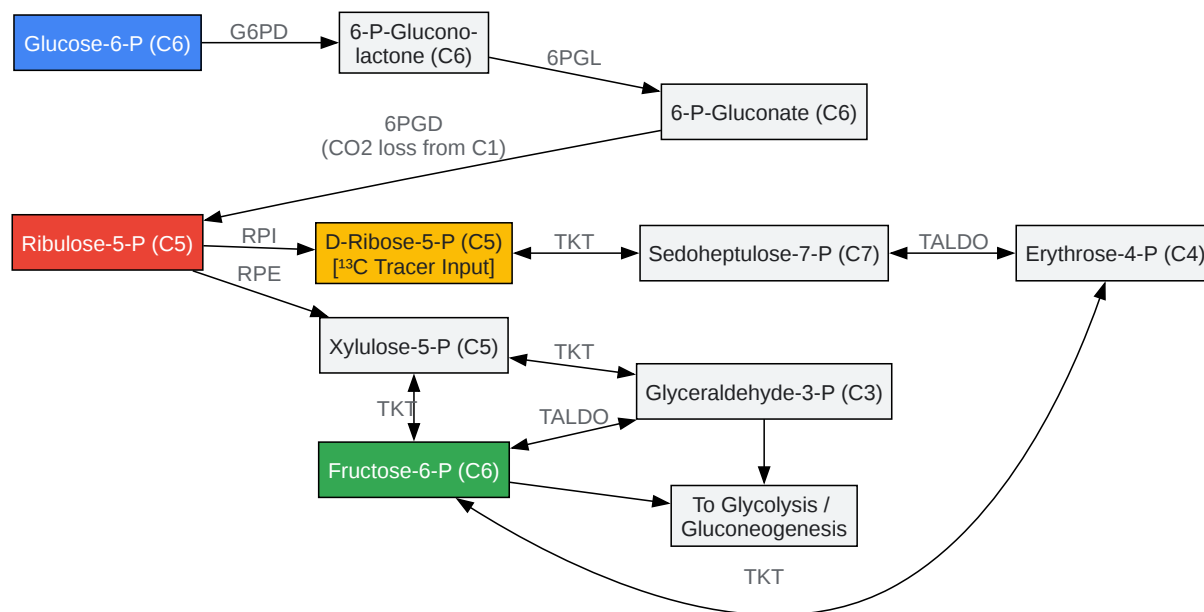 Glucose-6-P (C6)
G6PD
6-P-Glucono-
lactone (C6)
6PGL
6-P-Gluconate (C6)
6PGD
(CO2 loss from C1)
Ribulose-5-P (C5)
RPI
D-Ribose-5-P (C5)
[¹³C Tracer Input]
TKT
Sedoheptulose-7-P (C7)
TALDO
Erythrose-4-P (C4)
RPE
Xylulose-5-P (C5)
TKT
Glyceraldehyde-3-P (C3)
TKT
TALDO
Fructose-6-P (C6)
To Glycolysis /
Gluconeogenesis
TKT